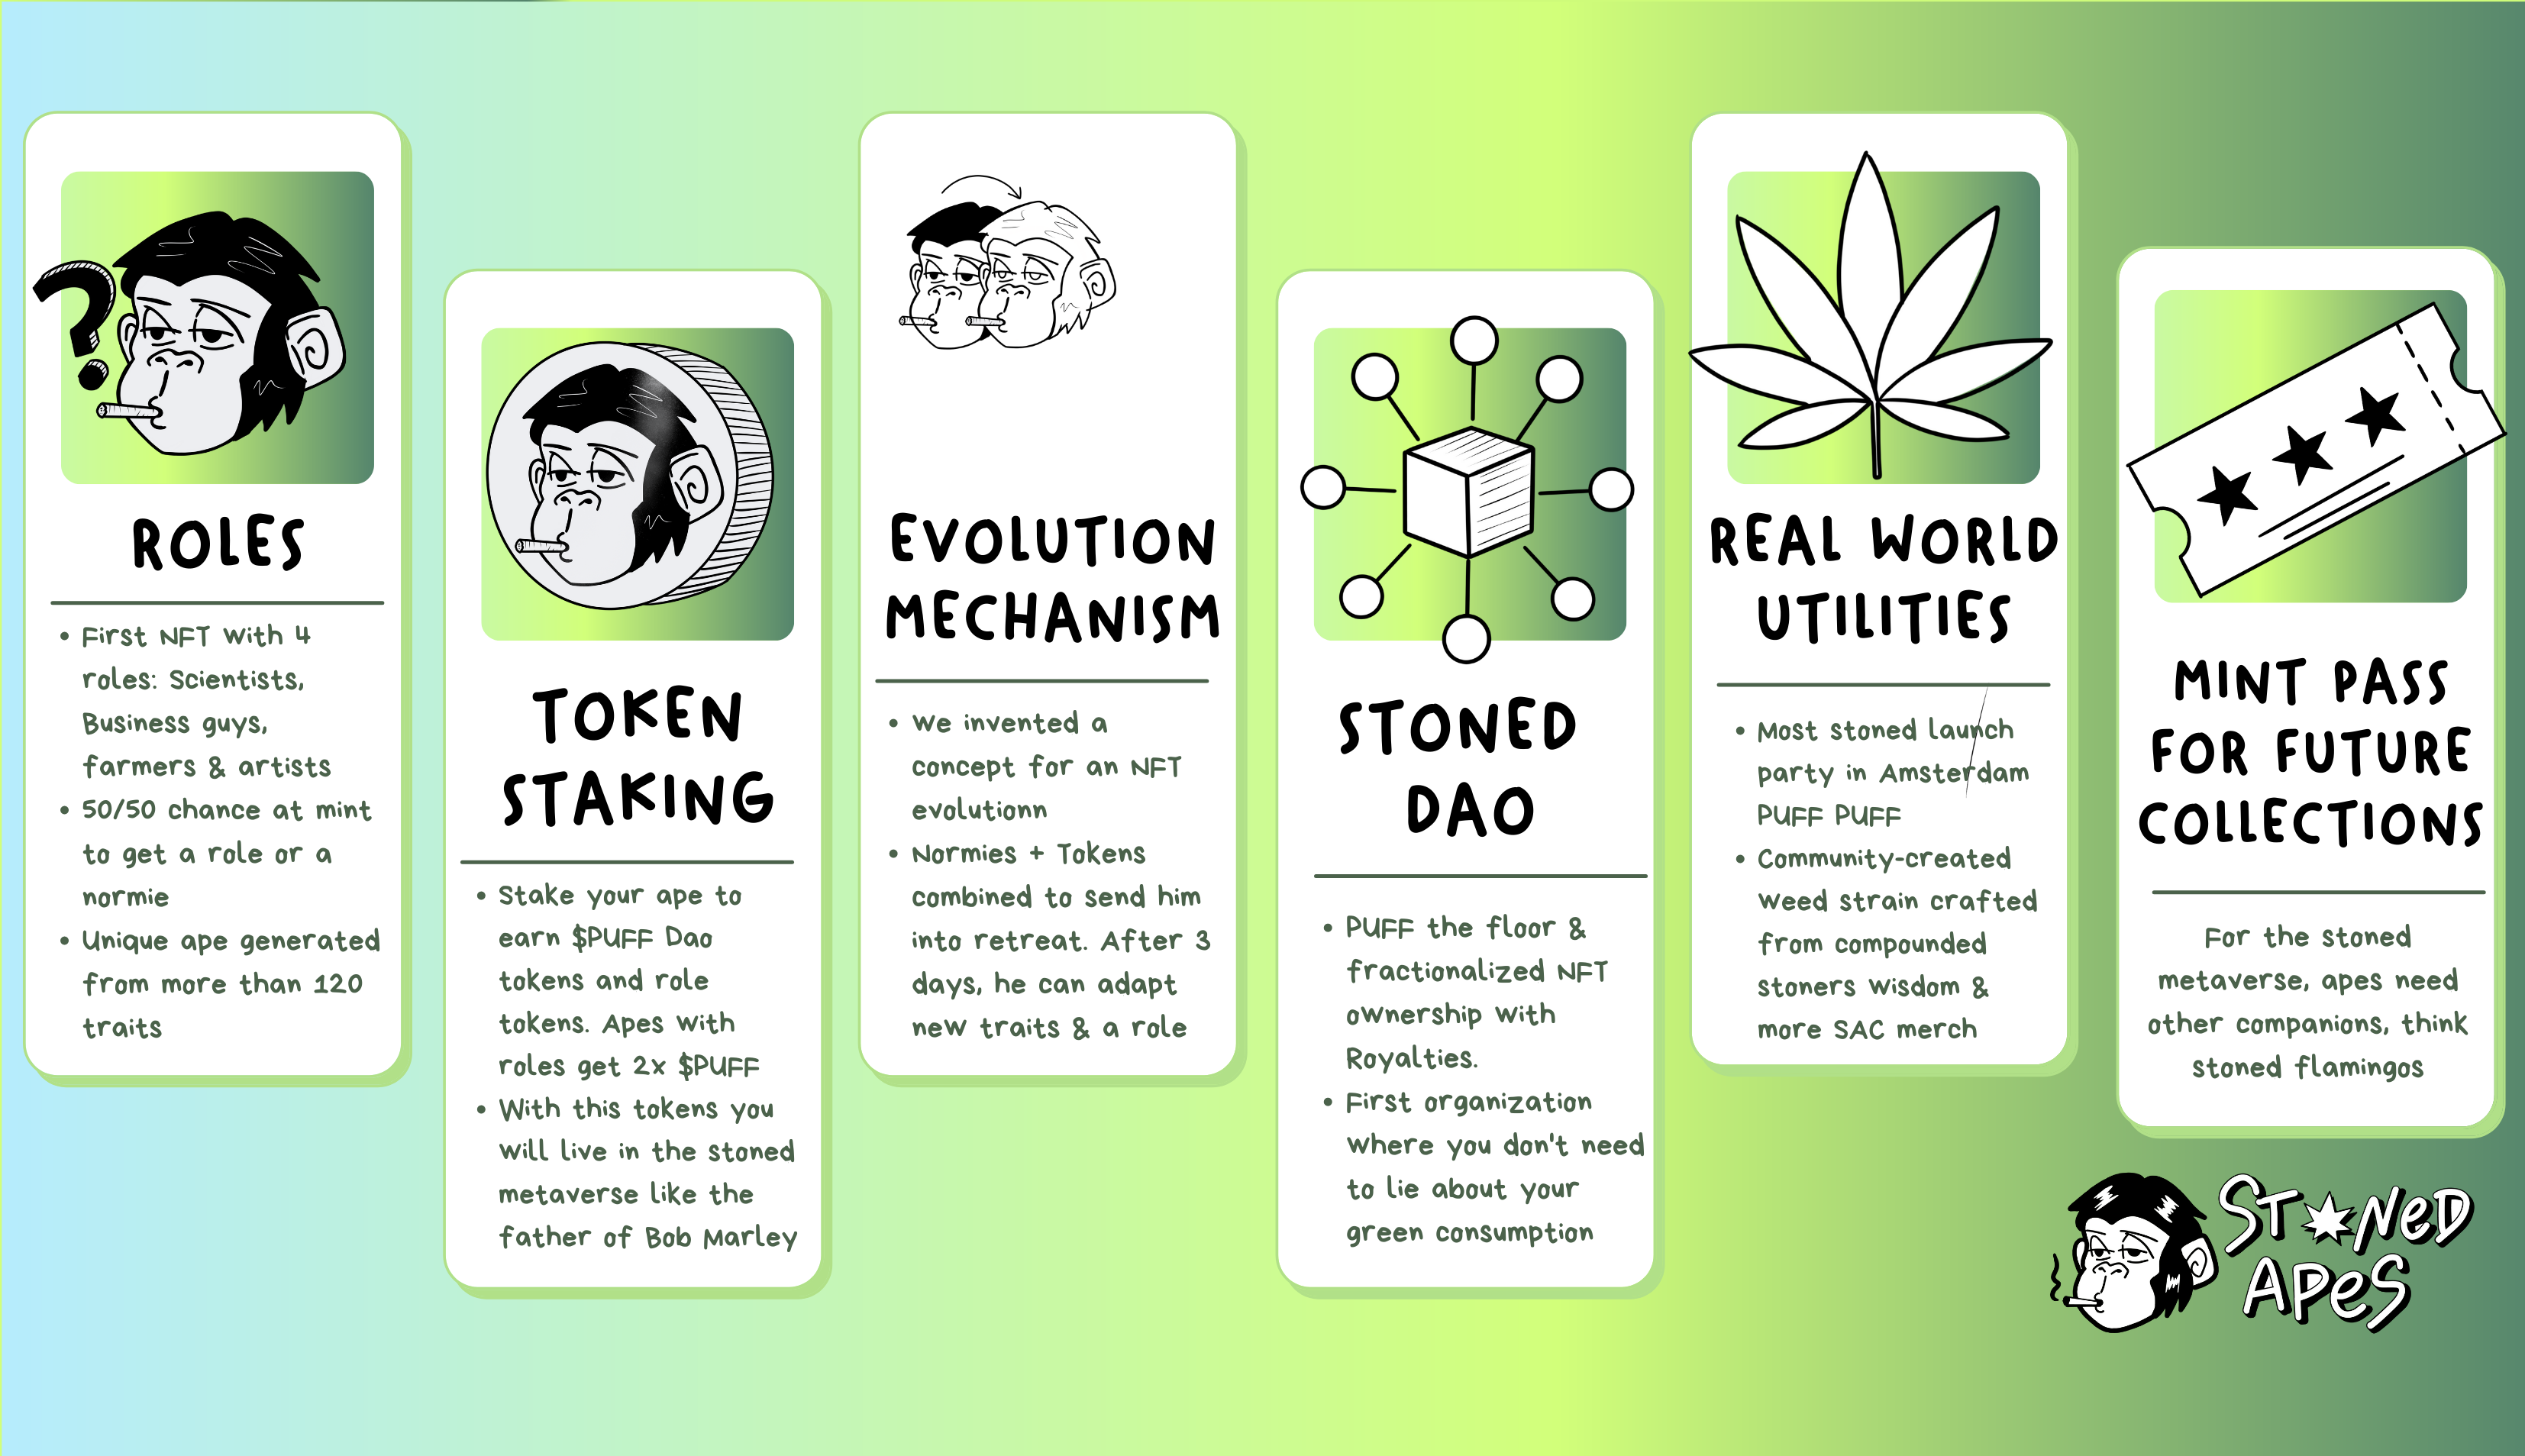 ROLES
First NFT with 4
roles: Scientists,
Business guys,
farmers & artists
50/50 chance at mint
to get a role or a
normie
Unique ape generated
from more than 120
traits
TOKEN
STAKING
Stake your ape to
earn $PUFF Dao
tokens and role
tokens. Apes with
roles get 2x $PUFF
With this tokens you
will live in the stoned
metaverse like the
father of Bob Marley
EVOLUTION
MECHANISM
We invented a
concept for an NFT
evolutionn
Normies + Tokens
combined to send him
into retreat. After 3
days, he can adapt
new traits & a role
STONED
DAO
PUFF the floor &
fractionalized NFT
ownership with
Royalties.
First organization
where you don't need
to lie about your
green consumption
REAL WORLD
UTILITIES
Most stoned launch
party in Amsterdam
PUFF PUFF
Community-created
weed strain crafted
from compounded
stoners wisdom &
more SAC merch
MINT PASS
FOR FUTURE
COLLECTIONS
For the stoned
metaverse, apes need
other companions, think
stoned flamingos
STONeD
APeS